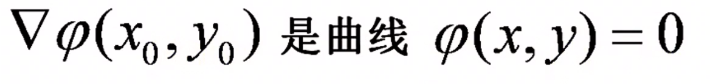 ∇φ(x₀, y₀) 是曲线 φ(x, y) = 0